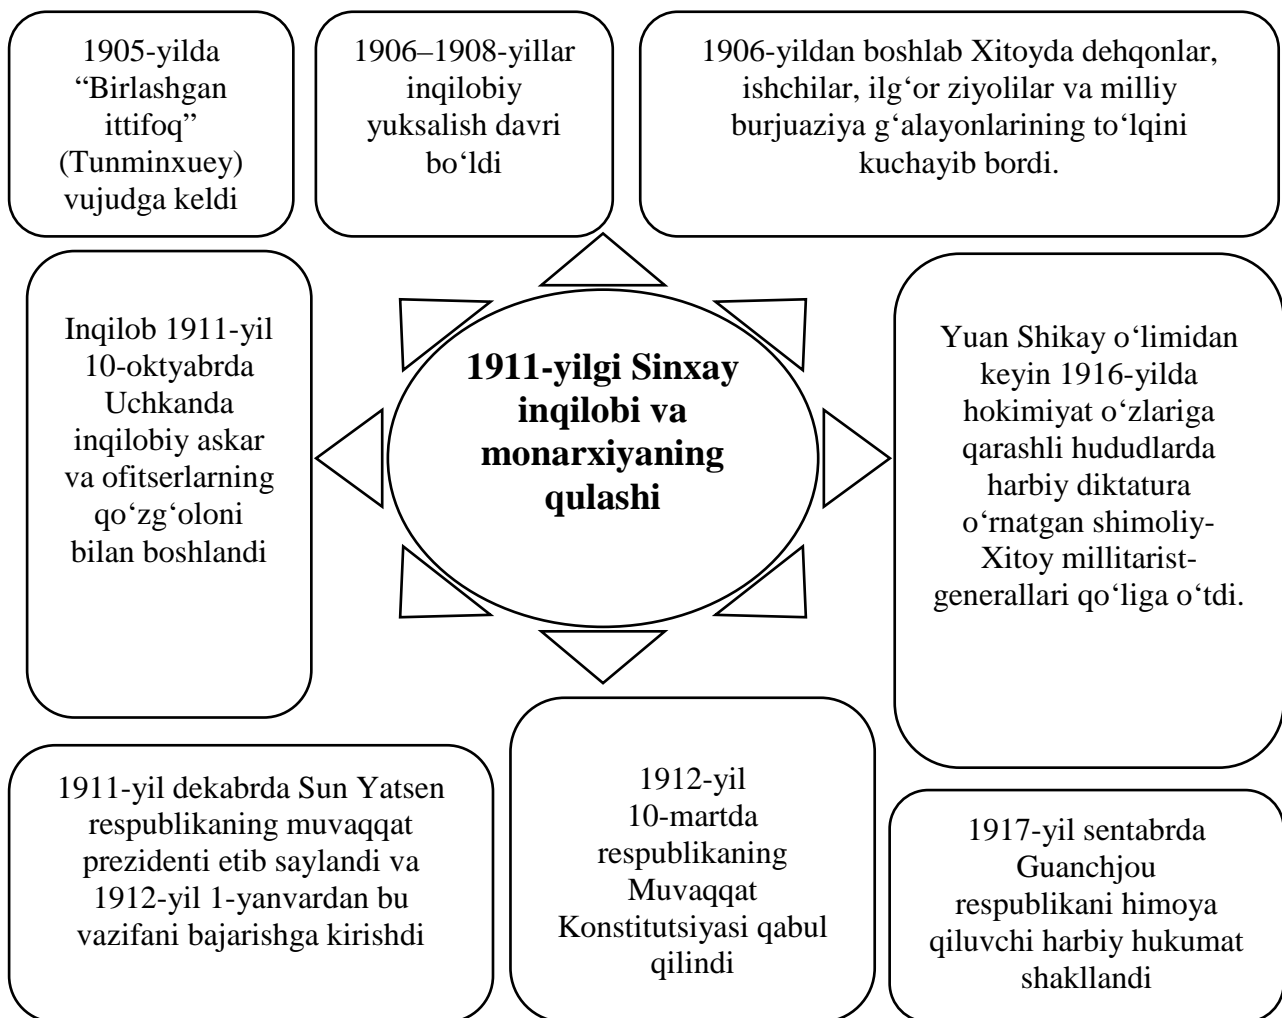 1905-yilda
“Birlashgan
ittifoq”
(Tunminxuey)
vujudga keldi
1906–1908-yillar
inqilobiy
yuksalish davri
bo‘ldi
1906-yildan boshlab Xitoyda dehqonlar,
ishchilar, ilg‘or ziyolilar va milliy
burjuaziya g‘alayonlarining to‘lqini
kuchayib bordi.
Inqilob 1911-yil
10-oktyabrda
Uchkanda
inqilobiy askar
va ofitserlarning
qo‘zg‘oloni
bilan boshlandi
1911-yilgi Sinxay
inqilobi va
monarxiyaning
qulashi
Yuan Shikay o‘limidan
keyin 1916-yilda
hokimiyat o‘zlariga
qarashli hududlarda
harbiy diktatura
o‘rnatgan shimoliy-
Xitoy millitarist-
generallari qo‘liga o‘tdi.
1911-yil dekabrda Sun Yatsen
respublikaning muvaqqat
prezidenti etib saylandi va
1912-yil 1-yanvardan bu
vazifani bajarishga kirishdi
1912-yil
10-martda
respublikaning
Muvaqqat
Konstitutsiyasi qabul
qilindi
1917-yil sentabrda
Guanchjou
respublikani himoya
qiluvchi harbiy hukumat
shakllandi